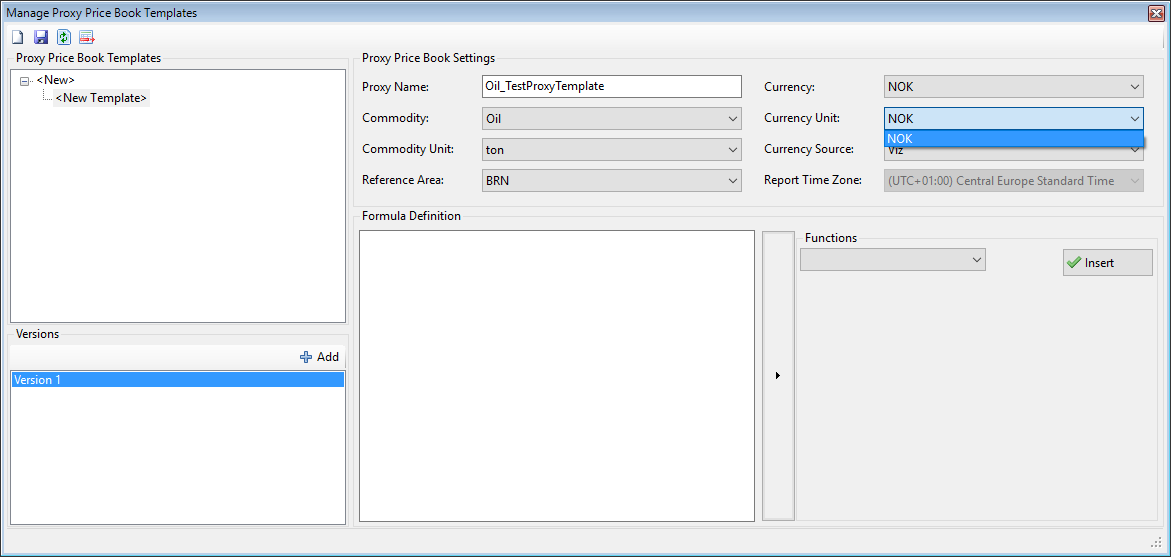 Manage Proxy Price Book Templates
Proxy Price Book Templates
<New>
<New Template>
Versions
Add
Version 1
Proxy Price Book Settings
Proxy Name: Oil_TestProxyTemplate Currency: NOK
Commodity: Oil Currency Unit: NOK
NOK
Commodity Unit: ton Currency Source: Viz
Reference Area: BRN Report Time Zone: (UTC+01:00) Central Europe Standard Time
Formula Definition
Functions
Insert